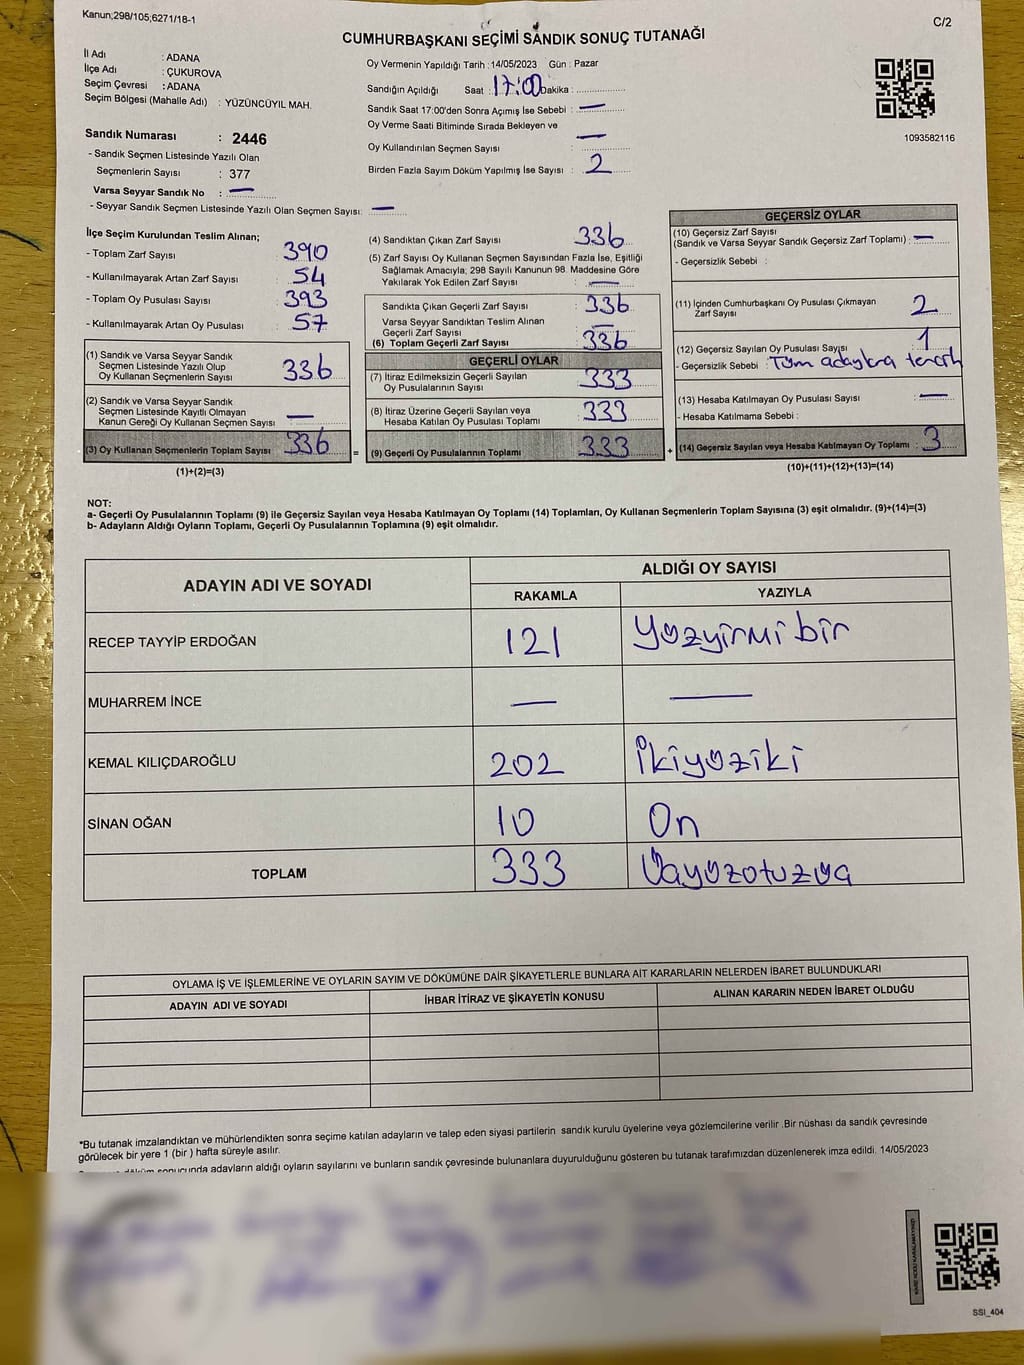 Kanun;298/105;6271/18-1
C/2
CUMHURBAŞKANI SEÇİMİ SANDIK SONUÇ TUTANAĞI
İl Adı : ADANA
İlçe Adı : ÇUKUROVA
Seçim Çevresi : ADANA
Seçim Bölgesi (Mahalle Adı) : YÜZÜNCÜYIL MAH.
Sandık Numarası : 2446
- Sandık Seçmen Listesinde Yazılı Olan
Seçmenlerin Sayısı : 377
Varsa Seyyar Sandık No : —
- Seyyar Sandık Seçmen Listesinde Yazılı Olan Seçmen Sayısı: —
Oy Vermenin Yapıldığı Tarih : 14/05/2023 Gün : Pazar
Sandığın Açıldığı Saat : 17:00 Dakika : ..............
Sandık Saat 17:00'den Sonra Açımış İse Sebebi : —
Oy Verme Saati Bitiminde Sırada Bekleyen ve
Oy Kullandırılan Seçmen Sayısı : —
Birden Fazla Sayım Döküm Yapılmış İse Sayısı : 2
1093582116
İlçe Seçim Kurulundan Teslim Alınan;
- Toplam Zarf Sayısı : 390
- Kullanılmayarak Artan Zarf Sayısı : 54
- Toplam Oy Pusulası Sayısı : 393
- Kullanılmayarak Artan Oy Pusulası : 57
(1) Sandık ve Varsa Seyyar Sandık
Seçmen Listesinde Yazılı Olup
Oy Kullanan Seçmenlerin Sayısı : 336
(2) Sandık ve Varsa Seyyar Sandık
Seçmen Listesinde Kayıtlı Olmayan
Kanun Gereği Oy Kullanan Seçmen Sayısı : —
(3) Oy Kullanan Seçmenlerin Toplam Sayısı : 336
(1)+(2)=(3)
=
(4) Sandıktan Çıkan Zarf Sayısı : 336
(5) Zarf Sayısı Oy Kullanan Seçmen Sayısından Fazla İse, Eşitliği
Sağlamak Amacıyla, 298 Sayılı Kanunun 98. Maddesine Göre
Yakılarak Yok Edilen Zarf Sayısı : —
Sandıkta Çıkan Geçerli Zarf Sayısı : 336
Varsa Seyyar Sandıktan Teslim Alınan
Geçerli Zarf Sayısı : —
(6) Toplam Geçerli Zarf Sayısı : 336
GEÇERLİ OYLAR
(7) İtiraz Edilmeksizin Geçerli Sayılan
Oy Pusulalarının Sayısı : 333
(8) İtiraz Üzerine Geçerli Sayılan veya
Hesaba Katılan Oy Pusulası Toplamı : 333
(9) Geçerli Oy Pusulalarının Toplamı : 333
+
GEÇERSİZ OYLAR
(10) Geçersiz Zarf Sayısı
(Sandık ve Varsa Seyyar Sandık Geçersiz Zarf Toplamı) : —
- Geçersizlik Sebebi :
(11) İçinden Cumhurbaşkanı Oy Pusulası Çıkmayan
Zarf Sayısı : 2
(12) Geçersiz Sayılan Oy Pusulası Sayısı : 1
- Geçersizlik Sebebi : Tüm adaylara tercih
(13) Hesaba Katılmayan Oy Pusulası Sayısı : —
- Hesaba Katılmama Sebebi :
(14) Geçersiz Sayılan veya Hesaba Katılmayan Oy Toplamı : 3
(10)+(11)+(12)+(13)=(14)
NOT:
a- Geçerli Oy Pusulalarının Toplamı (9) ile Geçersiz Sayılan veya Hesaba Katılmayan Oy Toplamı (14) Toplamları, Oy Kullanan Seçmenlerin Toplam Sayısına (3) eşit olmalıdır. (9)+(14)=(3)
b- Adayların Aldığı Oyların Toplamı, Geçerli Oy Pusulalarının Toplamına (9) eşit olmalıdır.
ADAYIN ADI VE SOYADI
ALDIĞI OY SAYISI
RAKAMLA YAZIYLA
RECEP TAYYİP ERDOĞAN 121 Yüzyirmi bir
MUHARREM İNCE — —
KEMAL KILIÇDAROĞLU 202 İkiyüziki
SİNAN OĞAN 10 On
TOPLAM 333 Üçyüzotuzüç
OYLAMA İŞ VE İŞLEMLERİNE VE OYLARIN SAYIM VE DÖKÜMÜNE DAİR ŞİKAYETLERLE BUNLARA AİT KARARLARIN NELERDEN İBARET BULUNDUKLARI
ADAYIN ADI VE SOYADI İHBAR İTİRAZ VE ŞİKAYETİN KONUSU ALINAN KARARIN NEDEN İBARET OLDUĞU
*Bu tutanak imzalandıktan ve mühürlendikten sonra seçime katılan adayların ve talep eden siyasi partilerin sandık kurulu üyelerine veya gözlemcilerine verilir .Bir nüshası da sandık çevresinde
görülecek bir yere 1 (bir ) hafta süreyle asılır.
döküm sonucunda adayların aldığı oyların sayılarını ve bunların sandık çevresinde bulunanlara duyurulduğunu gösteren bu tutanak tarafımızdan düzenlenerek imza edildi. 14/05/2023
KARE KODU KARALAMAYINIZ!
SSI_404